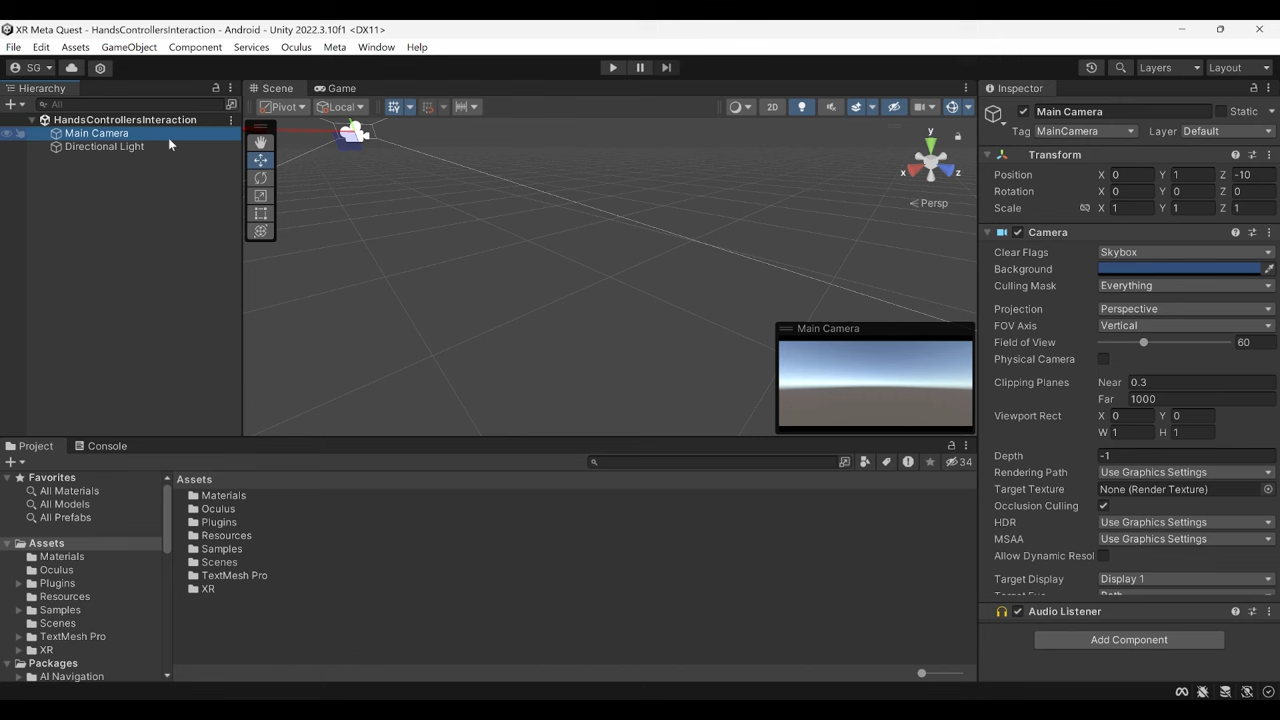 XR Meta Quest - HandsControllersInteraction - Android - Unity 2022.3.10f1 <DX11>
File Edit Assets GameObject Component Services Oculus Meta Window Help
SG Layers Layout
Hierarchy
All
HandsControllersInteraction
Main Camera
Directional Light
Scene Game
Pivot Local 2D
y
x z
Persp
Main Camera
Inspector
Main Camera Static
Tag MainCamera Layer Default
Transform
Position X 0 Y 1 Z -10
Rotation X 0 Y 0 Z 0
Scale X 1 Y 1 Z 1
Camera
Clear Flags Skybox
Background
Culling Mask Everything
Projection Perspective
FOV Axis Vertical
Field of View 60
Physical Camera
Clipping Planes Near 0.3
Far 1000
Viewport Rect X 0 Y 0
W 1 H 1
Depth -1
Rendering Path Use Graphics Settings
Target Texture None (Render Texture)
Occlusion Culling
HDR Use Graphics Settings
MSAA Use Graphics Settings
Allow Dynamic Resol
Target Display Display 1
Audio Listener
Add Component
Project Console
34
Favorites
All Materials
All Models
All Prefabs
Assets
Materials
Oculus
Plugins
Resources
Samples
Scenes
TextMesh Pro
XR
Packages
AI Navigation
Assets
Materials
Oculus
Plugins
Resources
Samples
Scenes
TextMesh Pro
XR